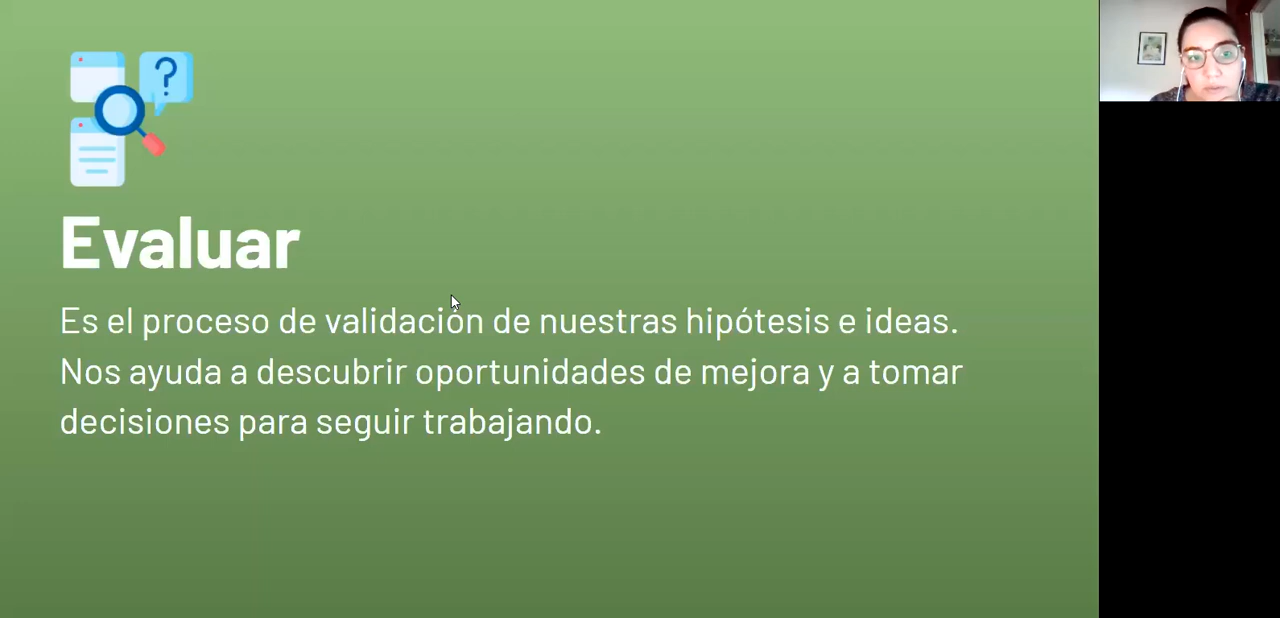 ?
Evaluar
Es el proceso de validación de nuestras hipótesis e ideas.
Nos ayuda a descubrir oportunidades de mejora y a tomar
decisiones para seguir trabajando.